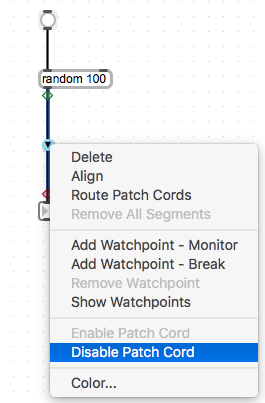 random 100
Delete
Align
Route Patch Cords
Remove All Segments
Add Watchpoint - Monitor
Add Watchpoint - Break
Remove Watchpoint
Show Watchpoints
Enable Patch Cord
Disable Patch Cord
Color...